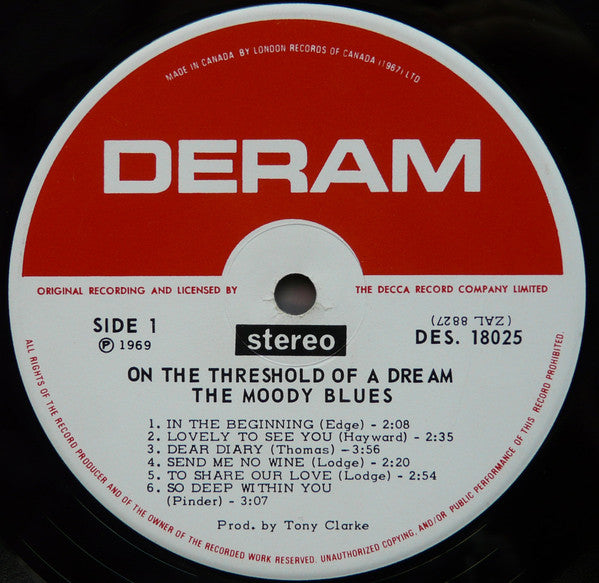 MADE IN CANADA BY LONDON RECORDS OF CANADA (1967) LTD
DERAM
ORIGINAL RECORDING AND LICENSED BY THE DECCA RECORD COMPANY LIMITED
SIDE 1
℗ 1969
stereo
(ZAL 8827)
DES. 18025
ON THE THRESHOLD OF A DREAM
THE MOODY BLUES
1. IN THE BEGINNING (Edge) - 2:08
2. LOVELY TO SEE YOU (Hayward) - 2:35
3. DEAR DIARY (Thomas) -3:56
4. SEND ME NO WINE (Lodge) - 2:20
5. TO SHARE OUR LOVE (Lodge) - 2:54
6. SO DEEP WITHIN YOU
(Pinder) - 3:07
Prod. by Tony Clarke
ALL RIGHTS OF THE RECORD PRODUCER AND OF THE OWNER OF THE RECORDED WORK RESERVED. UNAUTHORIZED COPYING, AND/OR PUBLIC PERFORMANCE OF THIS RECORD PROHIBITED.